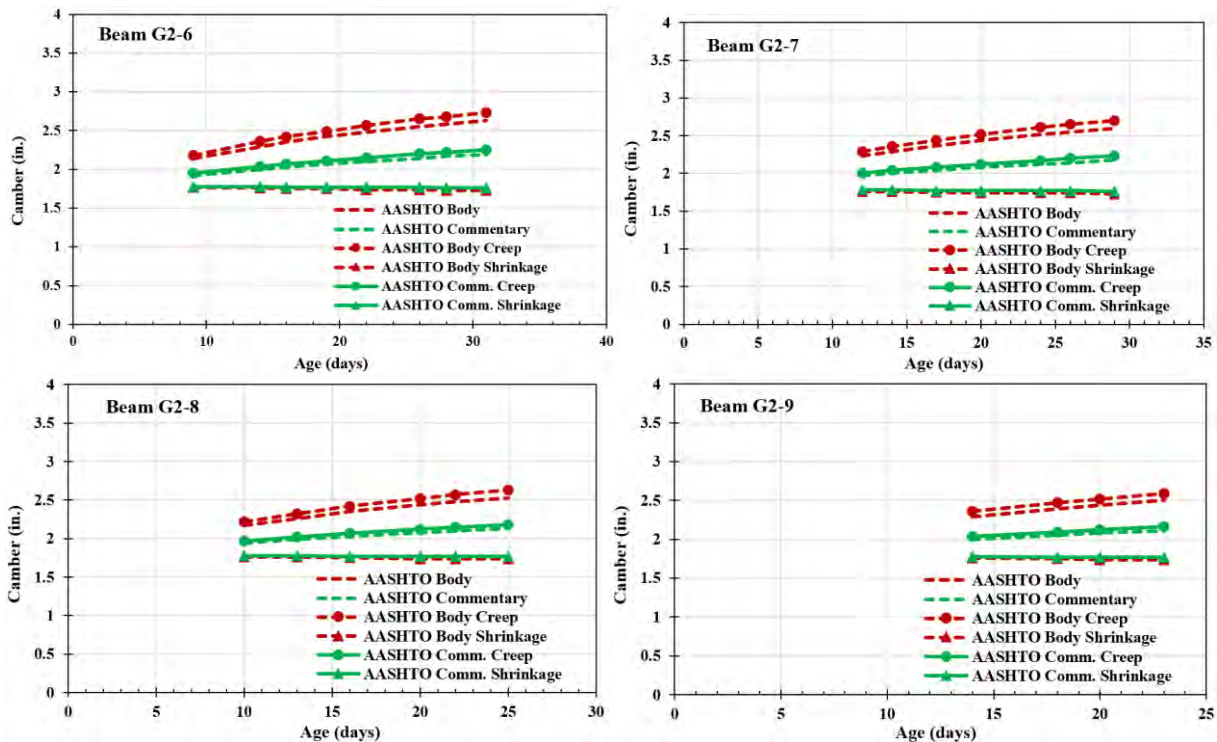 Beam G2-6
4
3.5
3
2.5
2
1.5
1
0.5
0
Camber (in.)
AASHTO Body
AASHTO Commentary
AASHTO Body Creep
AASHTO Body Shrinkage
AASHTO Comm. Creep
AASHTO Comm. Shrinkage
0 10 20 30 40
Age (days)
Beam G2-7
4
3.5
3
2.5
2
1.5
1
0.5
0
Camber (in.)
AASHTO Body
AASHTO Commentary
AASHTO Body Creep
AASHTO Body Shrinkage
AASHTO Comm. Creep
AASHTO Comm. Shrinkage
0 5 10 15 20 25 30 35
Age (days)
Beam G2-8
4
3.5
3
2.5
2
1.5
1
0.5
0
Camber (in.)
AASHTO Body
AASHTO Commentary
AASHTO Body Creep
AASHTO Body Shrinkage
AASHTO Comm. Creep
AASHTO Comm. Shrinkage
0 5 10 15 20 25 30
Age (days)
Beam G2-9
4
3.5
3
2.5
2
1.5
1
0.5
0
Camber (in.)
AASHTO Body
AASHTO Commentary
AASHTO Body Creep
AASHTO Body Shrinkage
AASHTO Comm. Creep
AASHTO Comm. Shrinkage
0 5 10 15 20 25
Age (days)